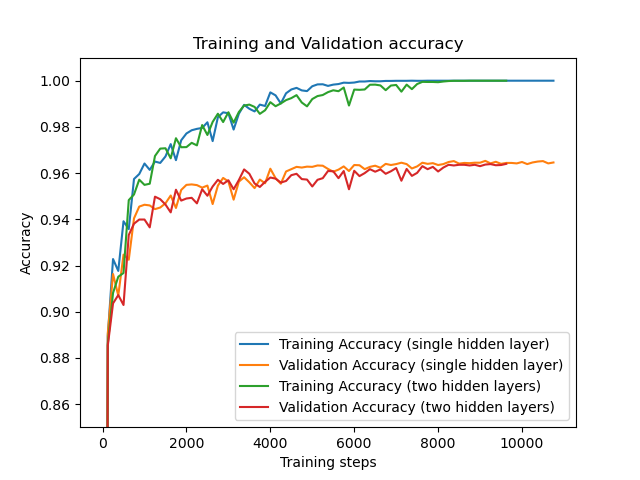 Training and Validation accuracy
1.00
0.98
0.96
0.94
0.92
0.90
0.88
0.86
Accuracy
Training Accuracy (single hidden layer)
Validation Accuracy (single hidden layer)
Training Accuracy (two hidden layers)
Validation Accuracy (two hidden layers)
0 2000 4000 6000 8000 10000
Training steps